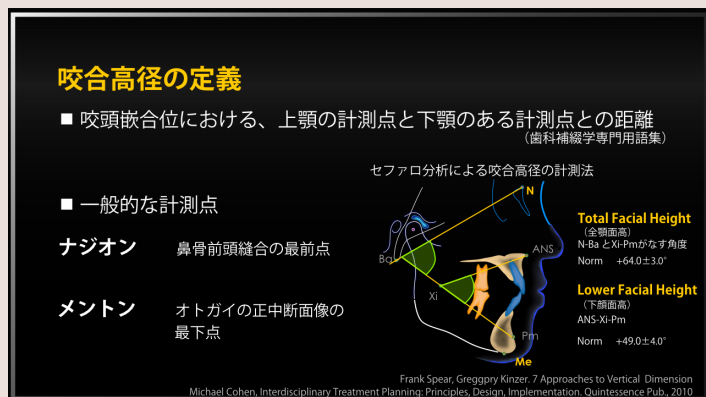 咬合高径の定義
■ 咬頭嵌合位における、上顎の計測点と下顎のある計測点との距離
（歯科補綴学専門用語集）
セファロ分析による咬合高径の計測法
■ 一般的な計測点
ナジオン 鼻骨前頭縫合の最前点
メントン オトガイの正中断面像の
最下点
N
Ba
ANS
Xi
Pm
Me
Total Facial Height
（全顎面高）
N-Ba とXi-Pmがなす角度
Norm +64.0±3.0°
Lower Facial Height
（下顔面高）
ANS-Xi-Pm
Norm +49.0±4.0°
Frank Spear, Greggpry Kinzer. 7 Approaches to Vertical Dimension
Michael Cohen, Interdisciplinary Treatment Planning: Principles, Design, Implementation. Quintessence Pub., 2010